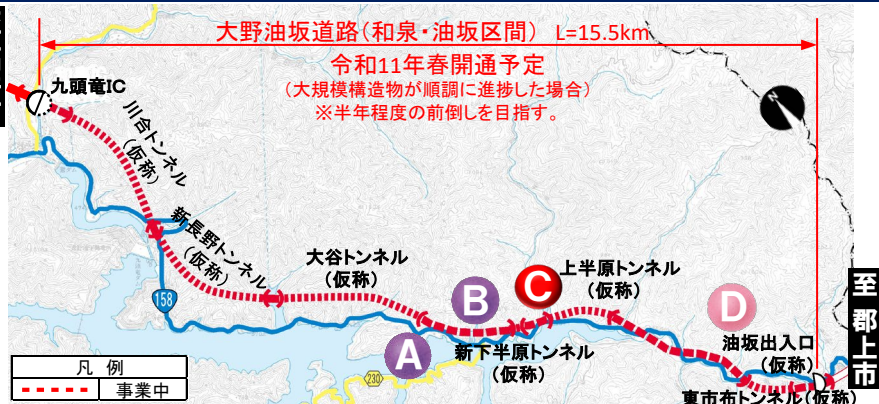 大野油坂道路(和泉・油坂区間) L=15.5km
令和11年春開通予定
(大規模構造物が順調に進捗した場合)
※半年程度の前倒しを目指す。
九頭竜IC
N
川合トンネル
(仮称)
新長野トンネル
(仮称)
大谷トンネル
(仮称)
上半原トンネル
(仮称)
158
A
B
C
D
新下半原トンネル
(仮称)
230
油坂出入口
(仮称)
東市布トンネル(仮称)
至 郡上市
凡 例
事業中